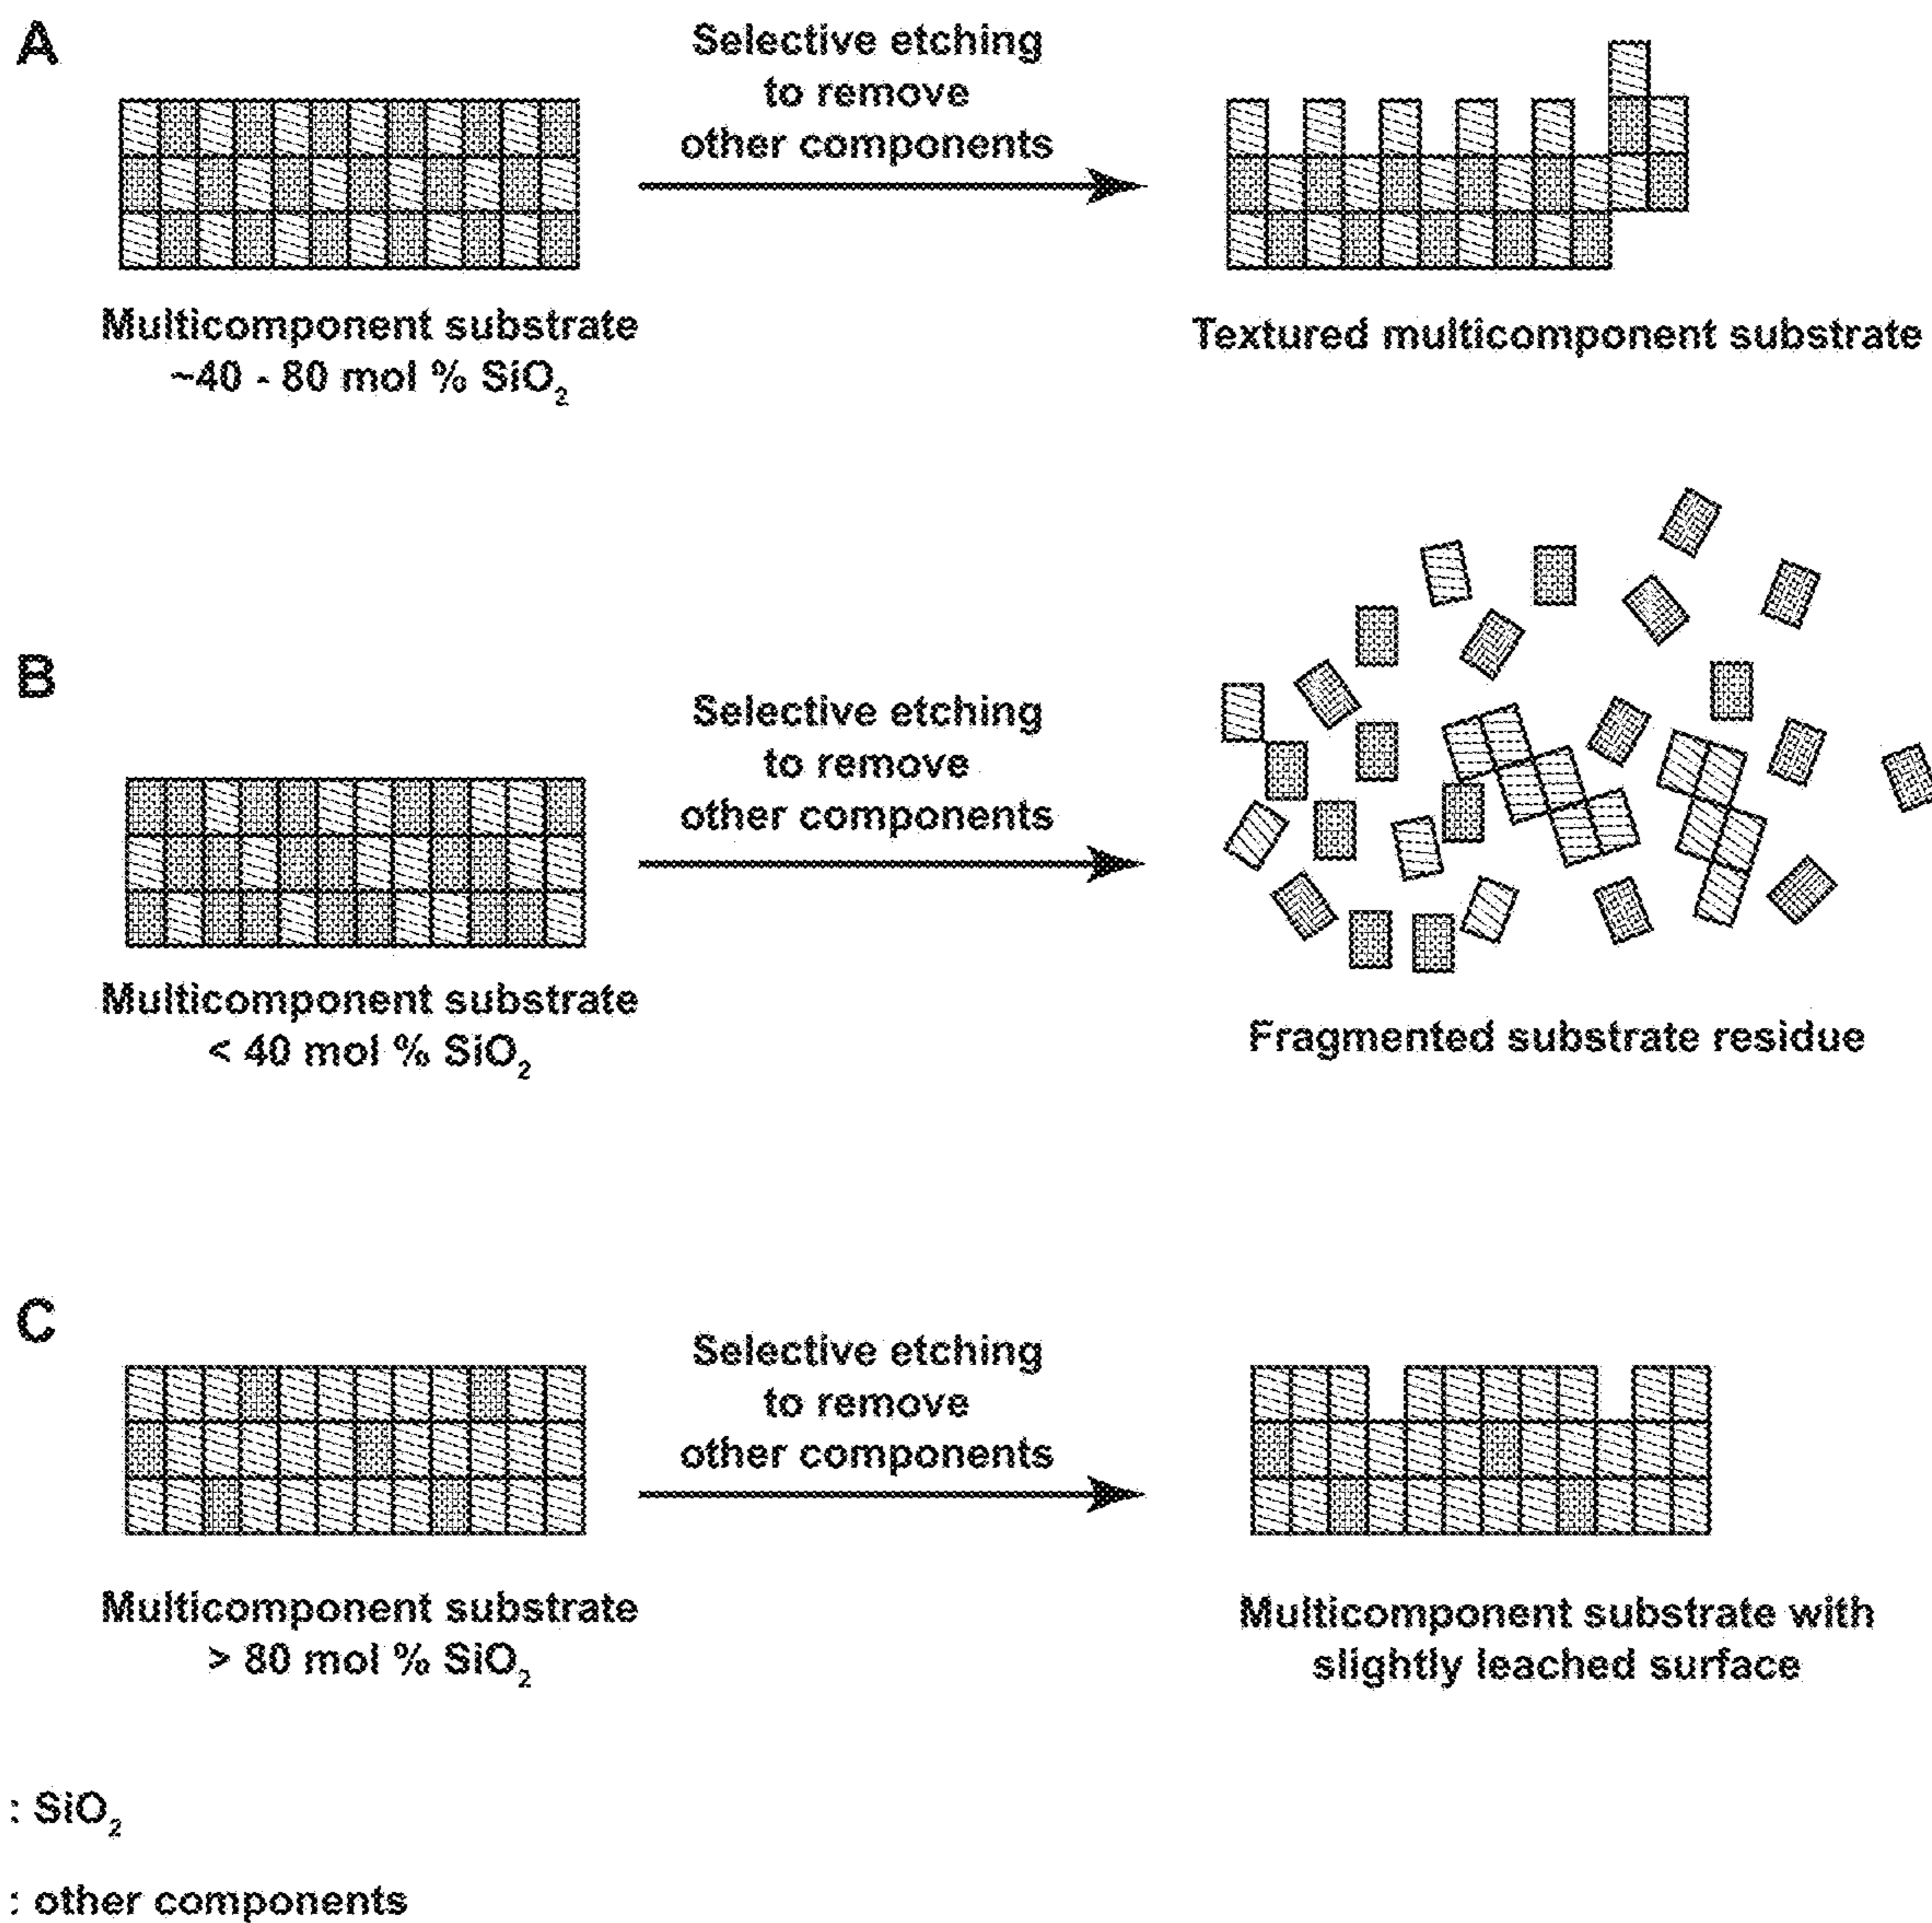 A
Selective etching
to remove
other components
Multicomponent substrate
~40 - 80 mol % SiO₂
Textured multicomponent substrate
B
Selective etching
to remove
other components
Multicomponent substrate
< 40 mol % SiO₂
Fragmented substrate residue
C
Selective etching
to remove
other components
Multicomponent substrate
> 80 mol % SiO₂
Multicomponent substrate with
slightly leached surface
: SiO₂
: other components